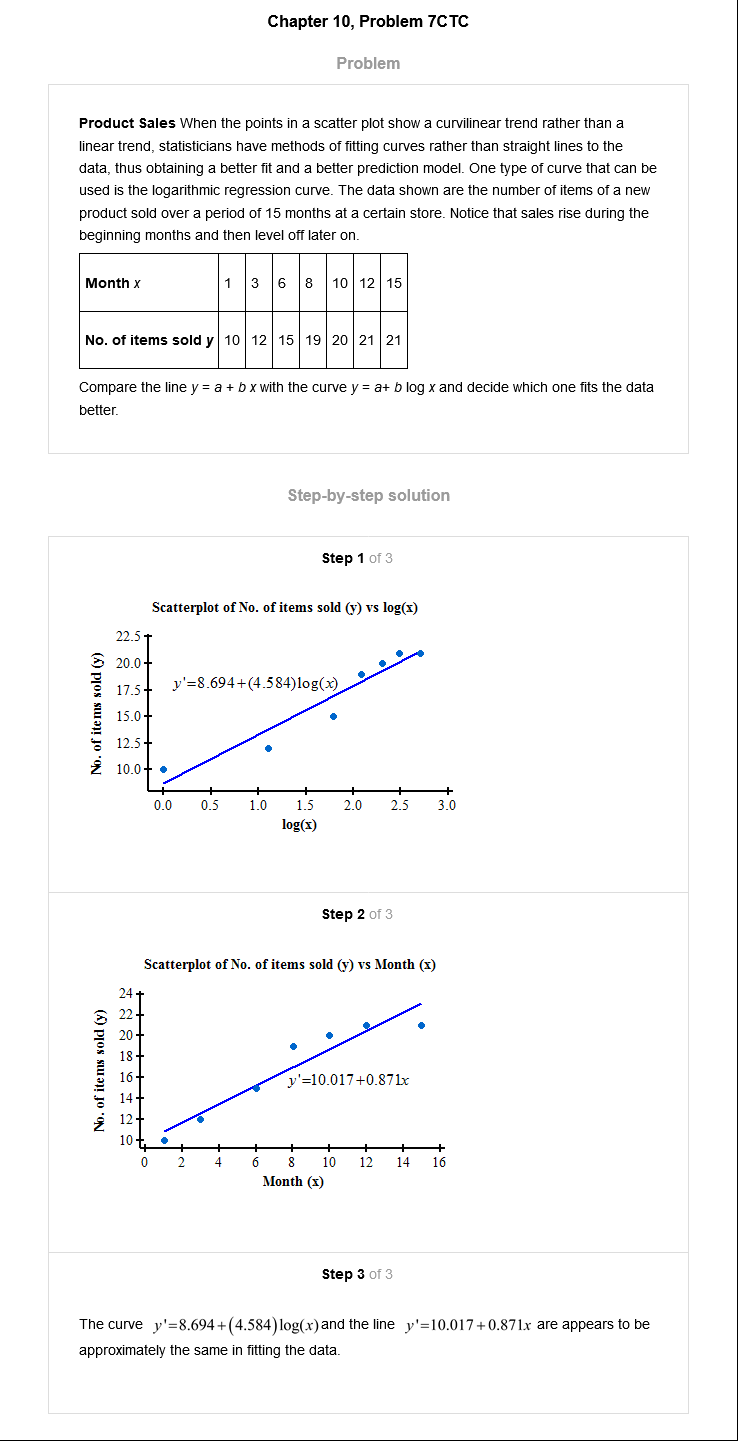 Chapter 10, Problem 7CTC
Problem
Product Sales When the points in a scatter plot show a curvilinear trend rather than a
linear trend, statisticians have methods of fitting curves rather than straight lines to the
data, thus obtaining a better fit and a better prediction model. One type of curve that can be
used is the logarithmic regression curve. The data shown are the number of items of a new
product sold over a period of 15 months at a certain store. Notice that sales rise during the
beginning months and then level off later on.
Month x 1 3 6 8 10 12 15
No. of items sold y 10 12 15 19 20 21 21
Compare the line y = a + b x with the curve y = a+ b log x and decide which one fits the data
better.
Step-by-step solution
Step 1 of 3
Scatterplot of No. of items sold (y) vs log(x)
No. of items sold (y)
22.5
20.0
17.5
15.0
12.5
10.0
y'=8.694+(4.584)log(x)
0.0 0.5 1.0 1.5 2.0 2.5 3.0
log(x)
Step 2 of 3
Scatterplot of No. of items sold (y) vs Month (x)
No. of items sold (y)
24
22
20
18
16
14
12
10
y'=10.017+0.871x
0 2 4 6 8 10 12 14 16
Month (x)
Step 3 of 3
The curve y'=8.694+(4.584)log(x) and the line y'=10.017+0.871x are appears to be
approximately the same in fitting the data.